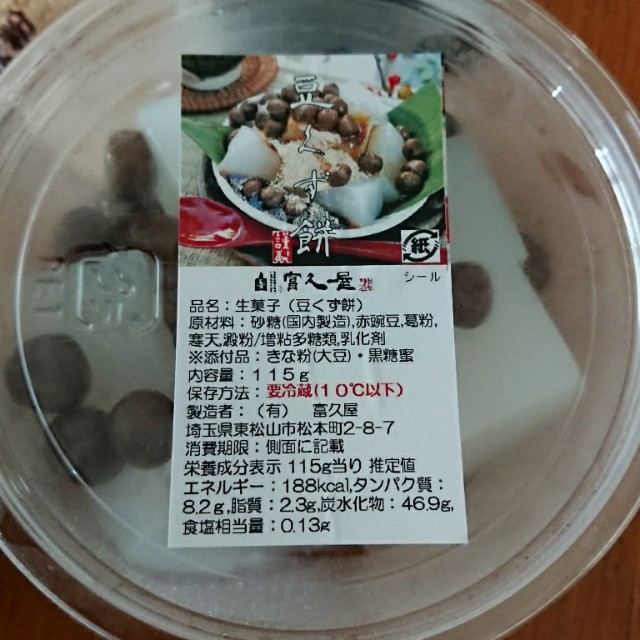 豆くず餅
紙
シール
品名：生菓子（豆くず餅）
原材料：砂糖(国内製造),赤豌豆,葛粉,
寒天,澱粉/増粘多糖類,乳化剤
※添付品：きな粉(大豆)・黒糖蜜
内容量：115g
保存方法：要冷蔵(10℃以下)
製造者：（有） 富久屋
埼玉県東松山市松本町2-8-7
消費期限：側面に記載
栄養成分表示 115g当り 推定値
エネルギー：188kcal,タンパク質：
8.2g,脂質：2.3g,炭水化物：46.9g,
食塩相当量：0.13g